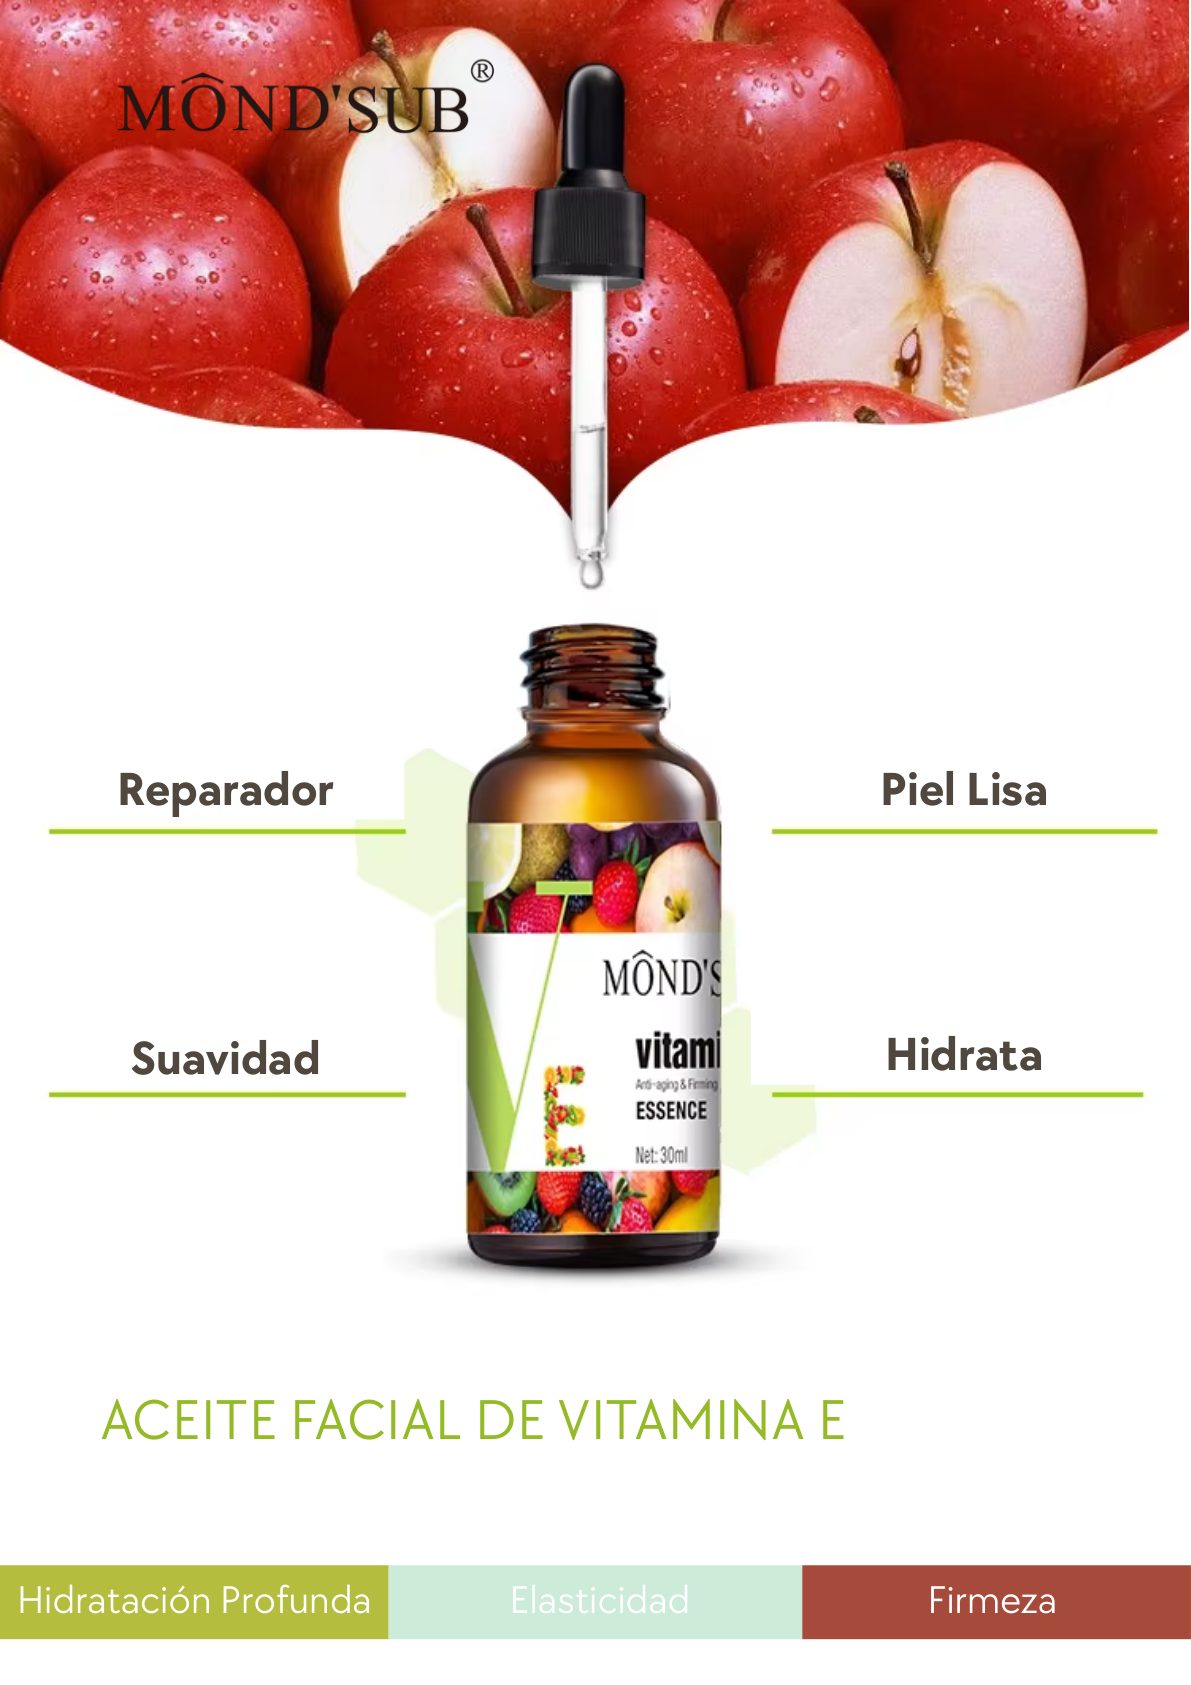 MÔND'SUB®
Reparador
Piel Lisa
Suavidad
Hidrata
MÔND'S
vitami
Anti-aging & Firming
ESSENCE
Net: 30ml
V
E
ACEITE FACIAL DE VITAMINA E
Hidratación Profunda
Elasticidad
Firmeza